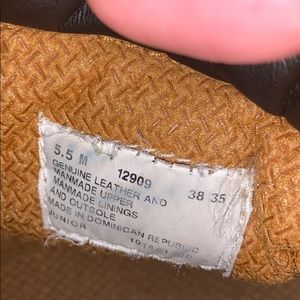 5.5 M 12909 38 35
GENUINE LEATHER AND
MANMADE UPPER
MANMADE LININGS
AND OUTSOLE
MADE IN DOMINICAN REPUBLIC
JUNIOR